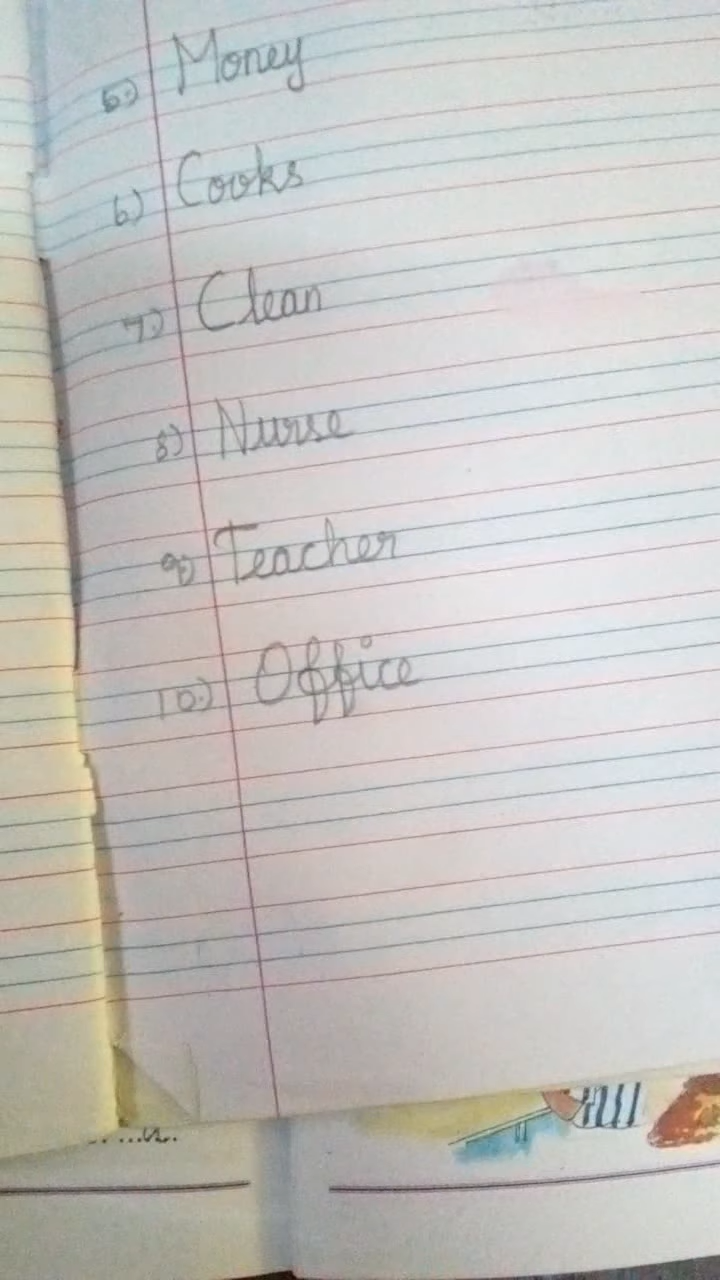 5.) Money
6.) Cooks
7.) Clean
8.) Nurse
9.) Teacher
10.) Office